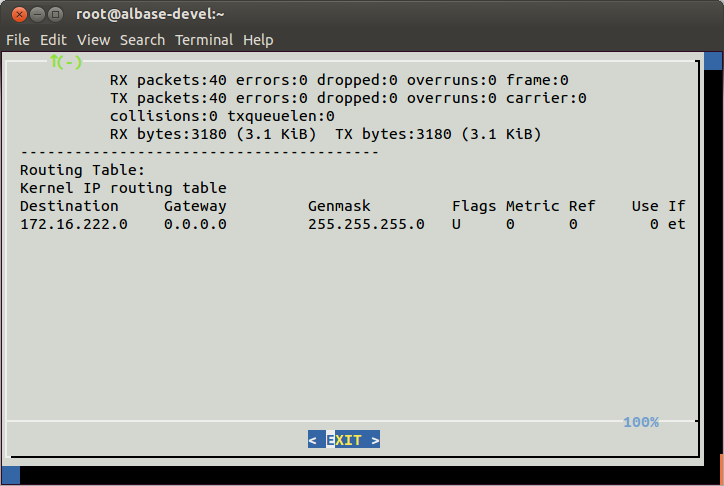 root@albase-devel:~
File Edit View Search Terminal Help
↑(-)
RX packets:40 errors:0 dropped:0 overruns:0 frame:0
TX packets:40 errors:0 dropped:0 overruns:0 carrier:0
collisions:0 txqueuelen:0
RX bytes:3180 (3.1 KiB)  TX bytes:3180 (3.1 KiB)
----------------------------------------
Routing Table:
Kernel IP routing table
Destination     Gateway         Genmask         Flags Metric Ref    Use If
172.16.222.0    0.0.0.0         255.255.255.0   U     0      0        0 et
100%
< EXIT >